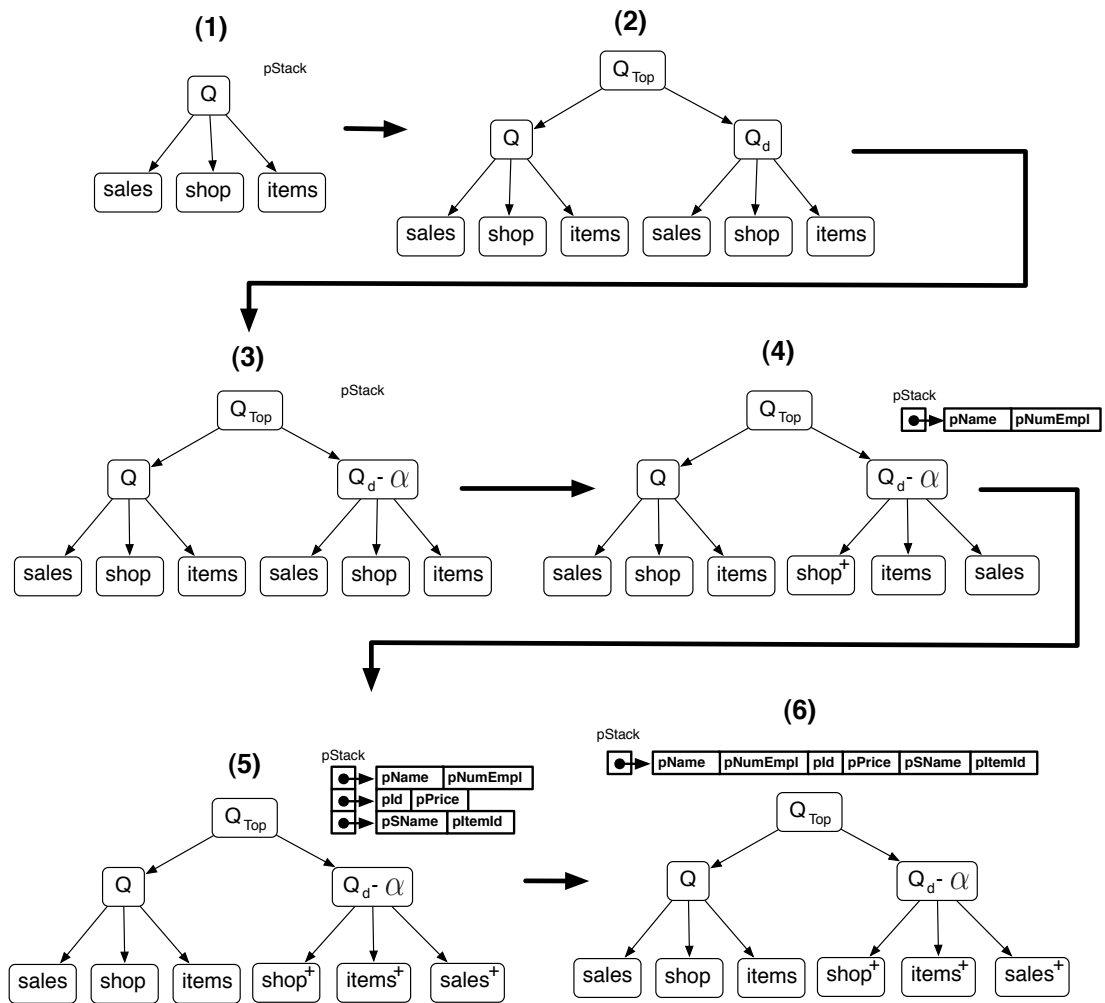 (1)
pStack
Q
sales shop items
(2)
Q Top
Q Q d
sales shop items sales shop items
(3)
pStack
Q Top
Q Q d - α
sales shop items sales shop items
(4)
pStack
pName pNumEmpl
Q Top
Q Q d - α
sales shop items shop+ items sales
(5)
pStack
pName pNumEmpl
pId pPrice
pSName pItemId
Q Top
Q Q d - α
sales shop items shop+ items+ sales+
(6)
pStack
pName pNumEmpl pId pPrice pSName pItemId
Q Top
Q Q d - α
sales shop items shop+ items+ sales+